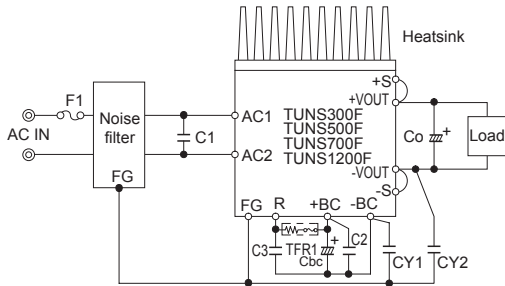 Heatsink
+S
+VOUT
F1
Noise
filter
AC1
TUNS300F
TUNS500F
TUNS700F
TUNS1200F
AC IN
C1
Co
+
Load
AC2
-VOUT
FG
-S
FG
R
+BC
-BC
C3
TFR1
+
Cbc
C2
CY1
CY2